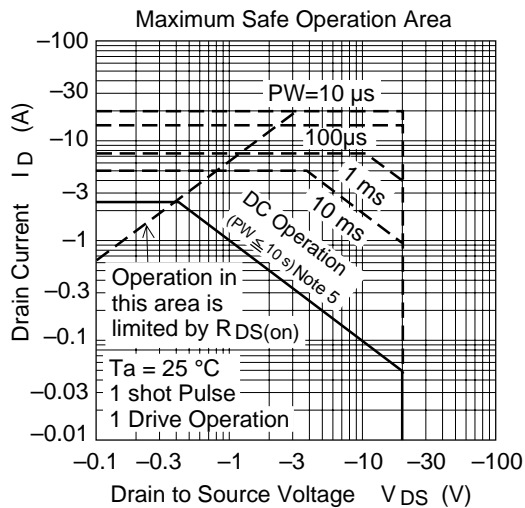 Maximum Safe Operation Area
–100
–30
–10
–3
–1
–0.3
–0.1
–0.03
–0.01
Drain Current I D (A)
PW=10 µs
100µs
1 ms
10 ms
DC Operation
(PW ≦ 10 s) Note 5
Operation in
this area is
limited by R DS(on)
Ta = 25 °C
1 shot Pulse
1 Drive Operation
–0.1 –0.3 –1 –3 –10 –30 –100
Drain to Source Voltage V DS (V)